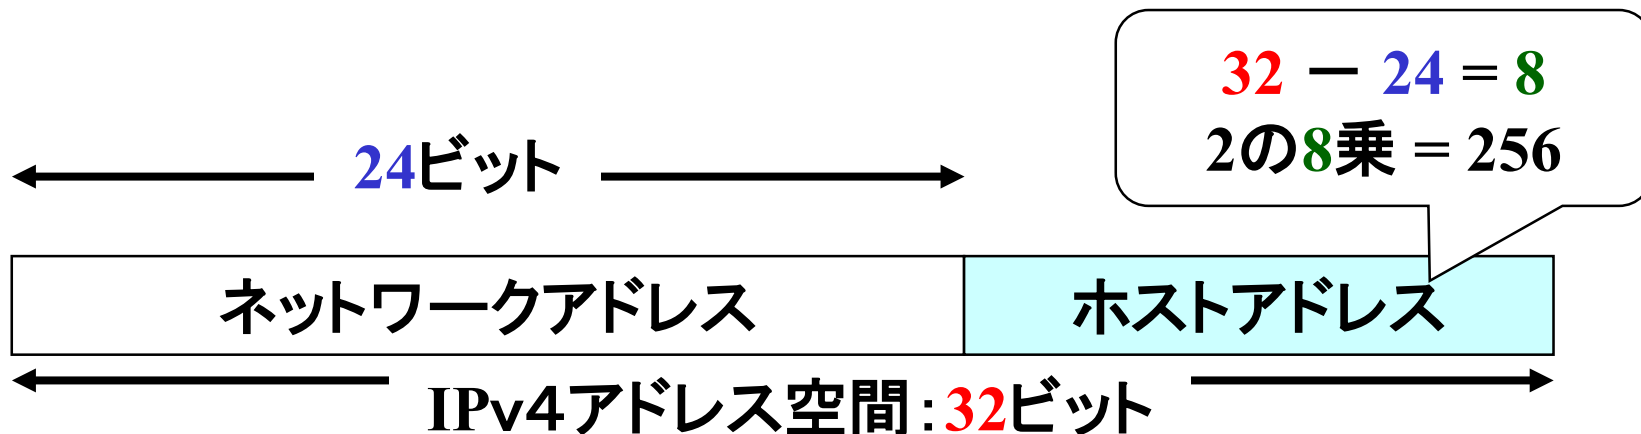 32 － 24 = 8
2の8乗 = 256
24ビット
ネットワークアドレス
ホストアドレス
IPv4アドレス空間：32ビット